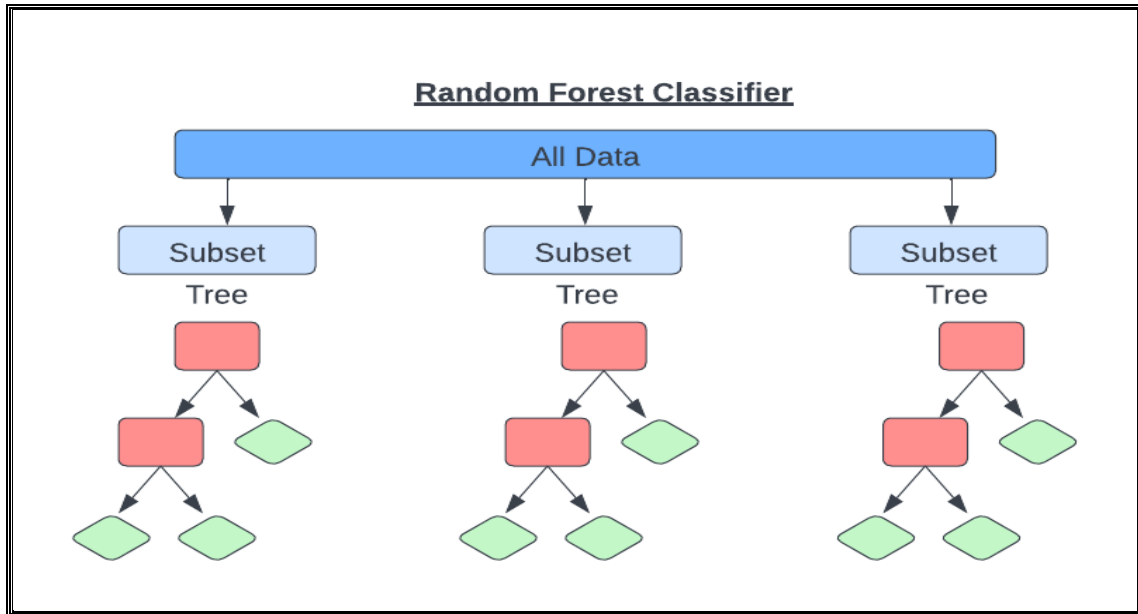 Random Forest Classifier
All Data
Subset
Subset
Subset
Tree
Tree
Tree